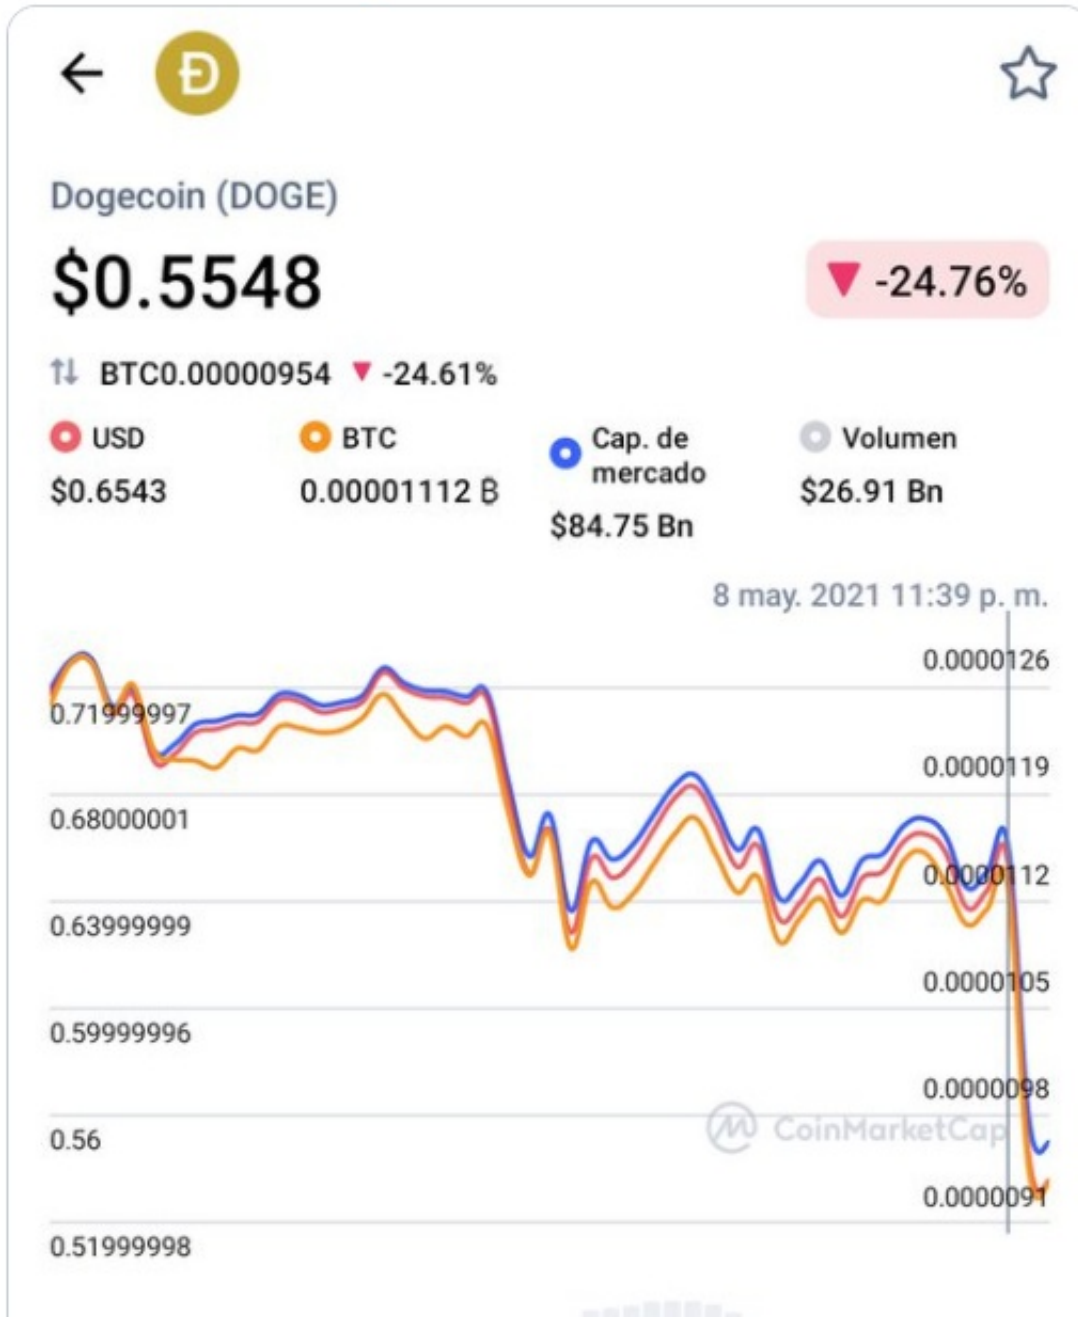 Dogecoin (DOGE)
$0.5548
-24.76%
BTC0.00000954 -24.61%
USD
$0.6543
BTC
0.00001112 ₿
Cap. de
mercado
$84.75 Bn
Volumen
$26.91 Bn
8 may. 2021 11:39 p. m.
0.0000126
0.71999997
0.0000119
0.68000001
0.0000112
0.63999999
0.0000105
0.59999996
0.0000098
CoinMarketCap
0.56
0.0000091
0.51999998